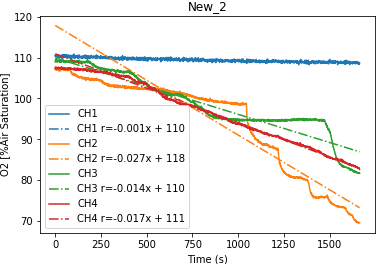 New_2
O2 [%Air Saturation]
120
110
100
90
80
70
CH1
CH1 r=-0.001x + 110
CH2
CH2 r=-0.027x + 118
CH3
CH3 r=-0.014x + 110
CH4
CH4 r=-0.017x + 111
0 250 500 750 1000 1250 1500
Time (s)